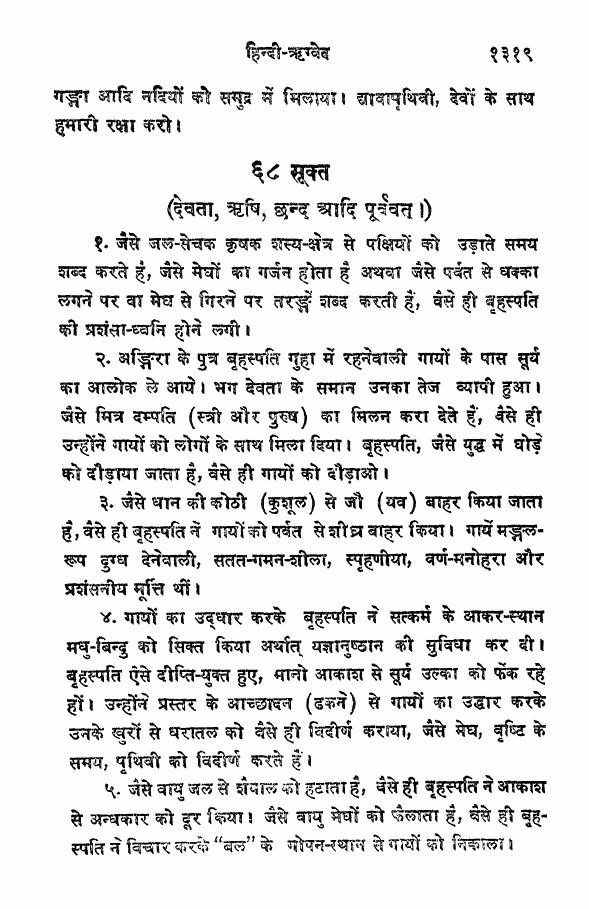 हिन्दी-ऋग्वेद १३१९
गङ्गा आदि नदियों को समुद्र में मिलाया। द्यावापृथिवी, देवों के साथ
हमारी रक्षा करो।
६८ सूक्त
(देवता, ऋषि, छन्द आदि पूर्ववत्।)
१. जैसे जल-सेचक कृषक शस्य-क्षेत्र से पक्षियों को उड़ाते समय
शब्द करते हैं, जैसे मेघों का गर्जन होता है अथवा जैसे पर्वत से धक्का
लगने पर वा मेघ से गिरने पर तरङ्गें शब्द करती हैं, वैसे ही बृहस्पति
की प्रशंसा-ध्वनि होने लगी।
२. अङ्गिरा के पुत्र बृहस्पति गुहा में रहनेवाली गायों के पास सूर्य
का आलोक ले आये। भग देवता के समान उनका तेज व्यापी हुआ।
जैसे मित्र दम्पति (स्त्री और पुरुष) का मिलन करा देते हैं, वैसे ही
उन्होंने गायों को लोगों के साथ मिला दिया। बृहस्पति, जैसे युद्ध में घोड़े
को दौड़ाया जाता है, वैसे ही गायों को दौड़ाओ।
३. जैसे धान की कोठी (कुशूल) से जौ (यव) बाहर किया जाता
है, वैसे ही बृहस्पति नें गायों को पर्वत से शीघ्र बाहर किया। गायें मङ्गल-
रूप दुग्ध देनेवाली, सतत-गमन-शीला, स्पृहणीया, वर्ण-मनोहरा और
प्रशंसनीय मूर्त्ति थीं।
४. गायों का उद्धार करके बृहस्पति ने सत्कर्म के आकर-स्थान
मधु-बिन्दु को सिक्त किया अर्थात् यज्ञानुष्ठान की सुविधा कर दी।
बृहस्पति ऐसे दीप्ति-युक्त हुए, मानो आकाश से सूर्य उल्का को फेंक रहे
हों। उन्होंने प्रस्तर के आच्छादन (ढकने) से गायों का उद्धार करके
उनके खुरों से धरातल को वैसे ही विदीर्ण कराया, जैसे मेघ, वृष्टि के
समय, पृथिवी को विदीर्ण करते हैं।
५. जैसे वायु जल से शैवाल को हटाता है, वैसे ही बृहस्पति ने आकाश
से अन्धकार को दूर किया। जैसे वायु मेघों को फैलाता है, वैसे ही बृह-
स्पति ने विचार करके “बल” के गोपन-स्थान से गायों को निकाला।